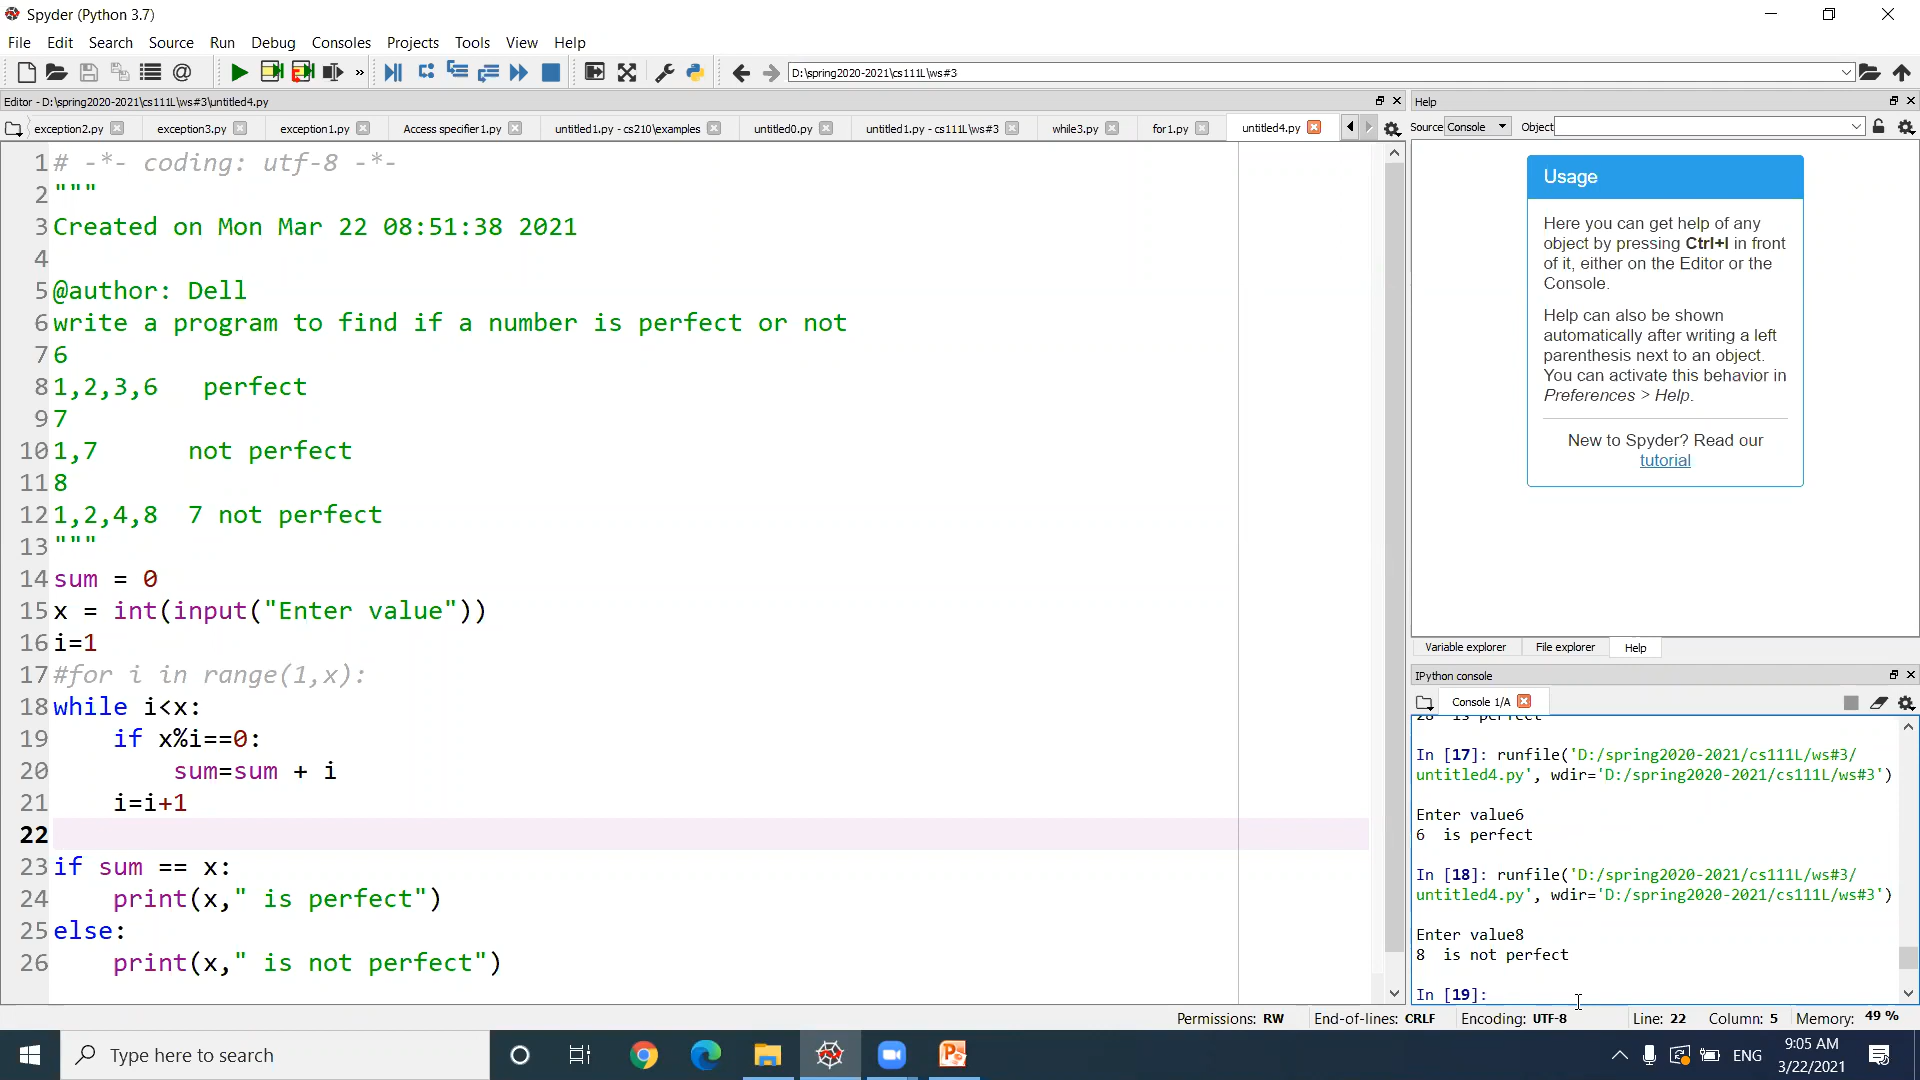 Spyder (Python 3.7)
File Edit Search Source Run Debug Consoles Projects Tools View Help
D:\spring2020-2021\cs111L\ws#3
Editor - D:\spring2020-2021\cs111L\ws#3\untitled4.py
exception2.py exception3.py exception1.py Access specifier1.py untitled1.py - cs210\examples untitled0.py untitled1.py - cs111L\ws#3 while3.py for1.py untitled4.py
1 # -*- coding: utf-8 -*-
2 """
3 Created on Mon Mar 22 08:51:38 2021
4
5 @author: Dell
6 write a program to find if a number is perfect or not
7 6
8 1,2,3,6   perfect
9 7
10 1,7      not perfect
11 8
12 1,2,4,8  7 not perfect
13 """
14 sum = 0
15 x = int(input("Enter value"))
16 i=1
17 #for i in range(1,x):
18 while i<x:
19     if x%i==0:
20         sum=sum + i
21     i=i+1
22
23 if sum == x:
24     print(x," is perfect")
25 else:
26     print(x," is not perfect")
Help
Source Console Object
Usage
Here you can get help of any
object by pressing Ctrl+I in front
of it, either on the Editor or the
Console.
Help can also be shown
automatically after writing a left
parenthesis next to an object.
You can activate this behavior in
Preferences > Help.
New to Spyder? Read our
tutorial
Variable explorer File explorer Help
IPython console
Console 1/A
28  is perfect
In [17]: runfile('D:/spring2020-2021/cs111L/ws#3/
untitled4.py', wdir='D:/spring2020-2021/cs111L/ws#3')
Enter value6
6  is perfect
In [18]: runfile('D:/spring2020-2021/cs111L/ws#3/
untitled4.py', wdir='D:/spring2020-2021/cs111L/ws#3')
Enter value8
8  is not perfect
In [19]:
Permissions: RW End-of-lines: CRLF Encoding: UTF-8 Line: 22 Column: 5 Memory: 49 %
Type here to search
ENG
9:05 AM
3/22/2021